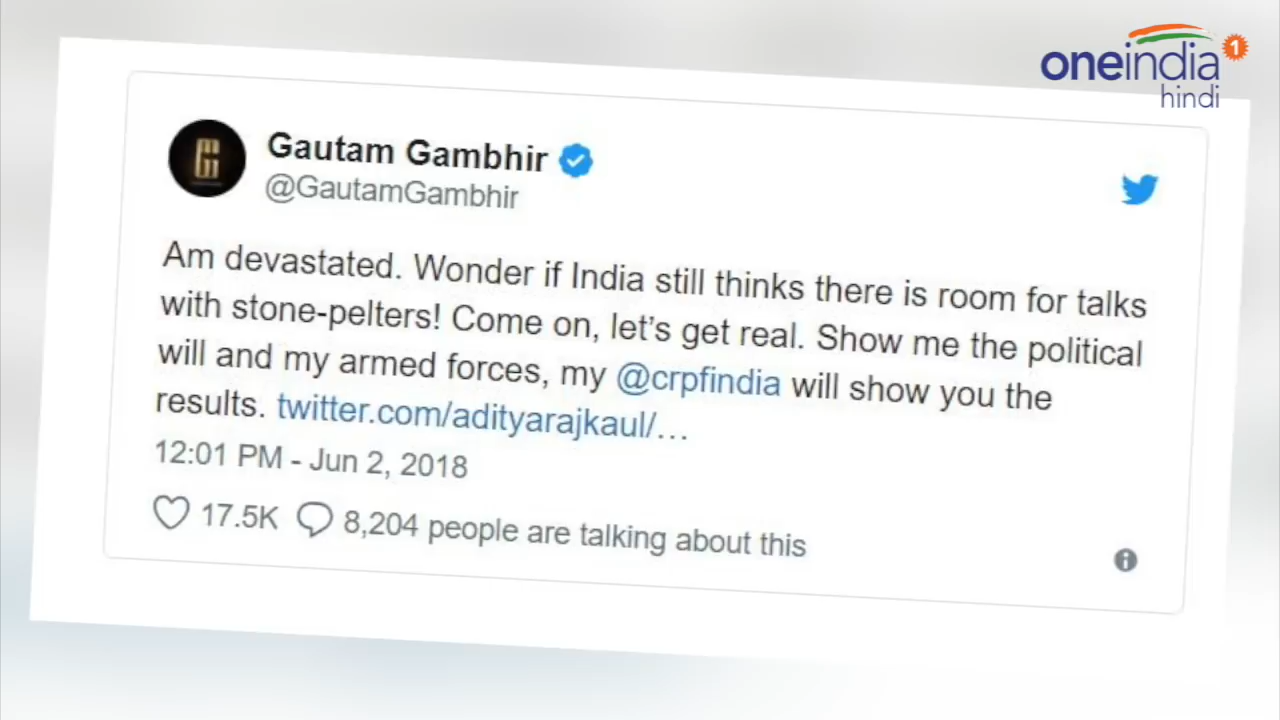 oneindia 1
hindi
Gautam Gambhir
@GautamGambhir
Am devastated. Wonder if India still thinks there is room for talks
with stone-pelters! Come on, let’s get real. Show me the political
will and my armed forces, my @crpfindia will show you the
results. twitter.com/adityarajkaul/…
12:01 PM - Jun 2, 2018
17.5K 8,204 people are talking about this